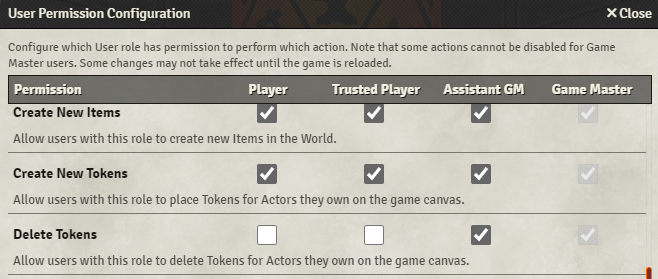 User Permission Configuration
✕Close
Configure which User role has permission to perform which action. Note that some actions cannot be disabled for Game
Master users. Some changes may not take effect until the game is reloaded.
Permission Player Trusted Player Assistant GM Game Master
Create New Items
Allow users with this role to create new Items in the World.
Create New Tokens
Allow users with this role to place Tokens for Actors they own on the game canvas.
Delete Tokens
Allow users with this role to delete Tokens for Actors they own on the game canvas.